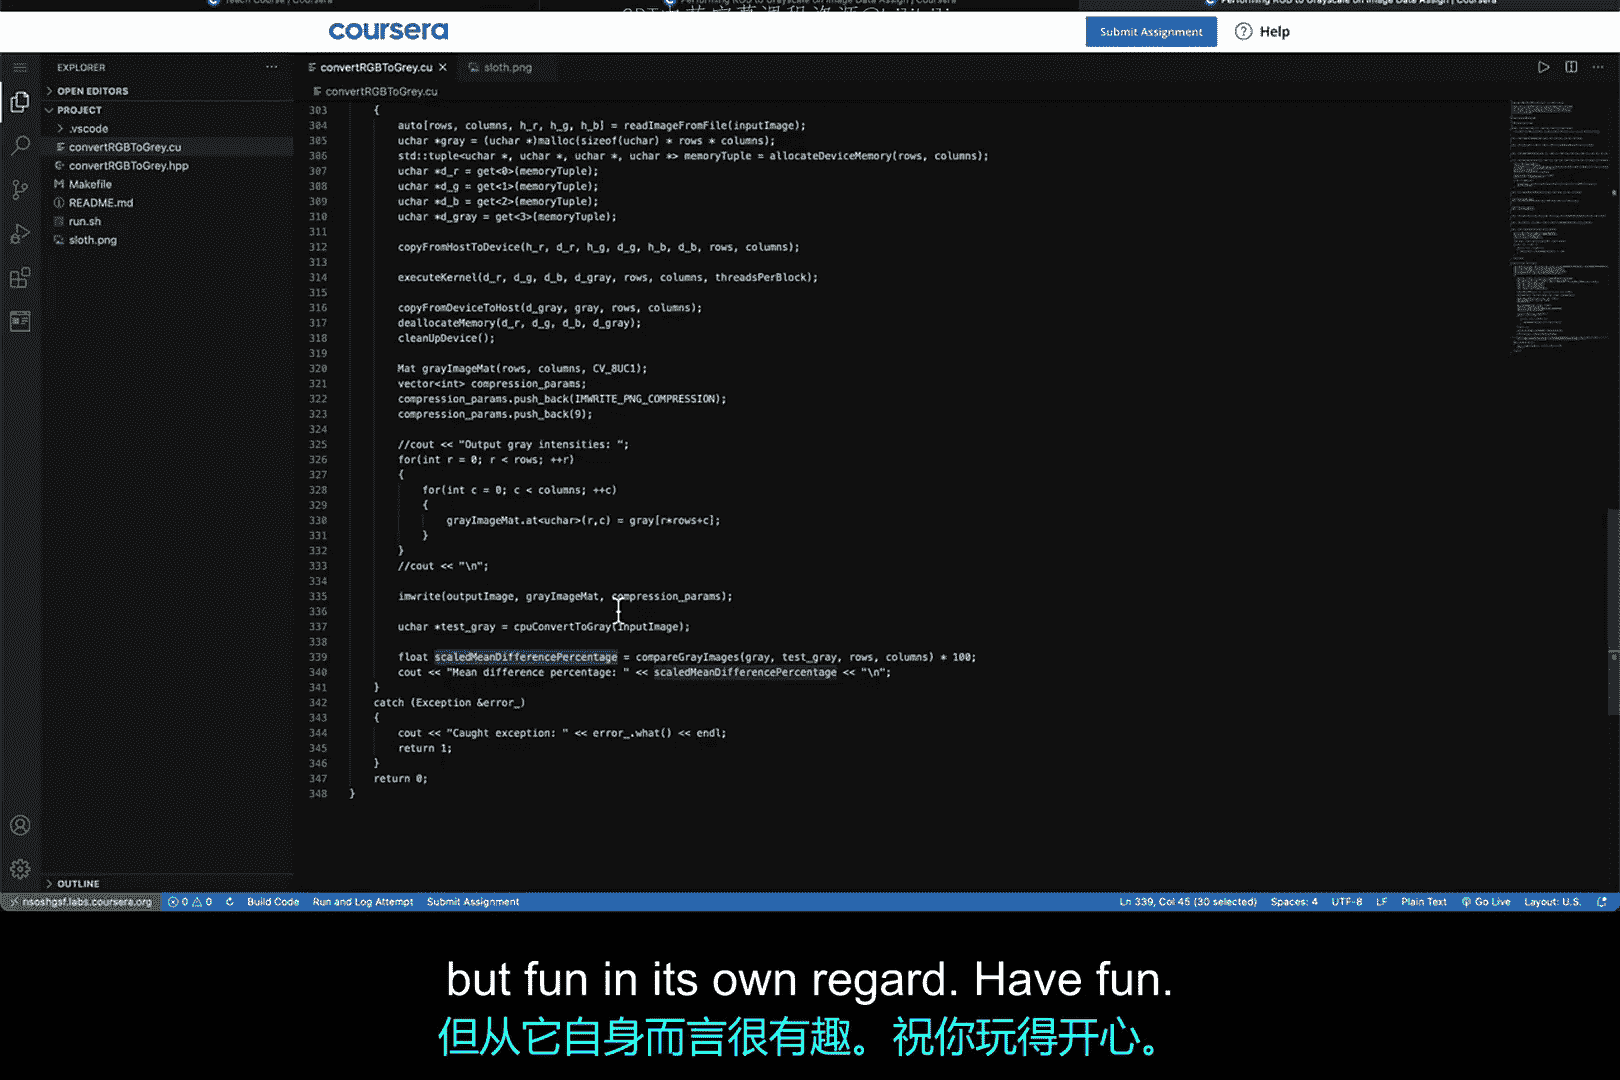 coursera
Submit Assignment
Help
EXPLORER
convertRGBToGrey.cu
sloth.png
OPEN EDITORS
convertRGBToGrey.cu
PROJECT
.vscode
convertRGBToGrey.cu
convertRGBToGrey.hpp
Makefile
README.md
run.sh
sloth.png
303 {
304 auto[rows, columns, h_r, h_g, h_b] = readImageFromFile(inputImage);
305 uchar *gray = (uchar *)malloc(sizeof(uchar) * rows * columns);
306 std::tuple<uchar *, uchar *, uchar *, uchar *> memoryTuple = allocateDeviceMemory(rows, columns);
307 uchar *d_r = get<0>(memoryTuple);
308 uchar *d_g = get<1>(memoryTuple);
309 uchar *d_b = get<2>(memoryTuple);
310 uchar *d_gray = get<3>(memoryTuple);
311
312 copyFromHostToDevice(h_r, d_r, h_g, d_g, h_b, d_b, rows, columns);
313
314 executeKernel(d_r, d_g, d_b, d_gray, rows, columns, threadsPerBlock);
315
316 copyFromDeviceToHost(d_gray, gray, rows, columns);
317 deallocateMemory(d_r, d_g, d_b, d_gray);
318 cleanUpDevice();
319
320 Mat grayImageMat(rows, columns, CV_8UC1);
321 vector<int> compression_params;
322 compression_params.push_back(IMWRITE_PNG_COMPRESSION);
323 compression_params.push_back(9);
324
325 //cout << "Output gray intensities: ";
326 for(int r = 0; r < rows; ++r)
327 {
328 for(int c = 0; c < columns; ++c)
329 {
330 grayImageMat.at<uchar>(r,c) = gray[r*rows+c];
331 }
332 }
333 //cout << "\n";
334
335 imwrite(outputImage, grayImageMat, compression_params);
336
337 uchar *test_gray = cpuConvertToGray(inputImage);
338
339 float scaledMeanDifferencePercentage = compareGrayImages(gray, test_gray, rows, columns) * 100;
340 cout << "Mean difference percentage: " << scaledMeanDifferencePercentage << "\n";
341 }
342 catch (Exception &error_)
343 {
344 cout << "Caught exception: " << error_.what() << endl;
345 return 1;
346 }
347 return 0;
348 }
OUTLINE
nsoshgsf.labs.coursera.org 0 0 Build Code Run and Log Attempt Submit Assignment Ln 339, Col 45 (30 selected) Spaces: 4 UTF-8 LF Plain Text Go Live Layout: U.S.
but fun in its own regard. Have fun.
但从它自身而言很有趣。祝你玩得开心。